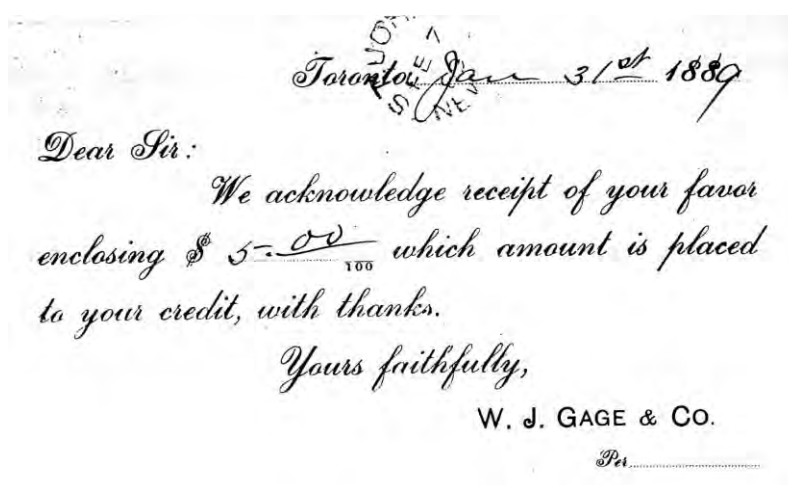 Toronto Jan 31st 1889
Dear Sir:
We acknowledge receipt of your favor
enclosing $ 5.00/100 which amount is placed
to your credit, with thanks.
Yours faithfully,
W. J. GAGE & CO.
Per